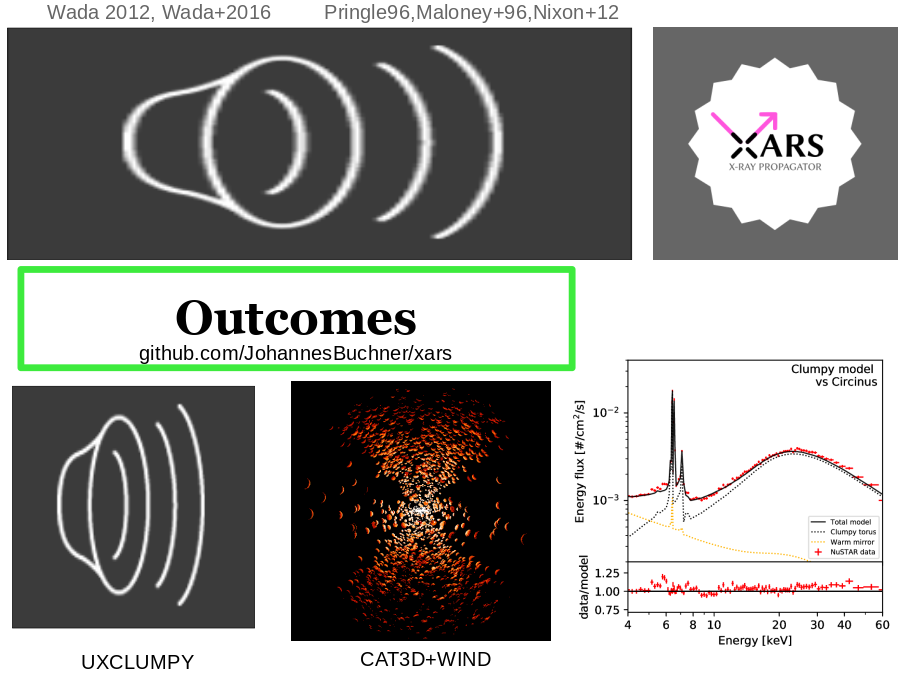 Wada 2012, Wada+2016
Pringle96,Maloney+96,Nixon+12
XARS
X-RAY PROPAGATOR
Outcomes
github.com/JohannesBuchner/xars
Clumpy model
vs Circinus
Energy flux [#/cm²/s]
10⁻²
10⁻³
Total model
Clumpy torus
Warm mirror
NuSTAR data
data/model
1.25
1.00
0.75
4 6 8 10 20 30 40 60
Energy [keV]
UXCLUMPY
CAT3D+WIND